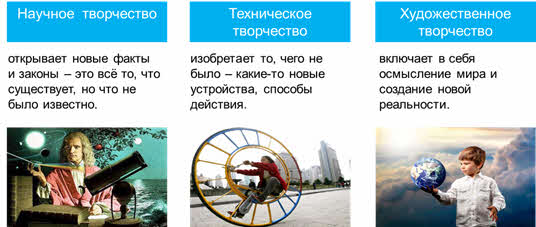 Научное творчество
открывает новые факты
и законы – это всё то, что
существует, но что не
было известно.
Техническое
творчество
изобретает то, чего не
было – какие-то новые
устройства, способы
действия.
Художественное
творчество
включает в себя
осмысление мира и
создание новой
реальности.